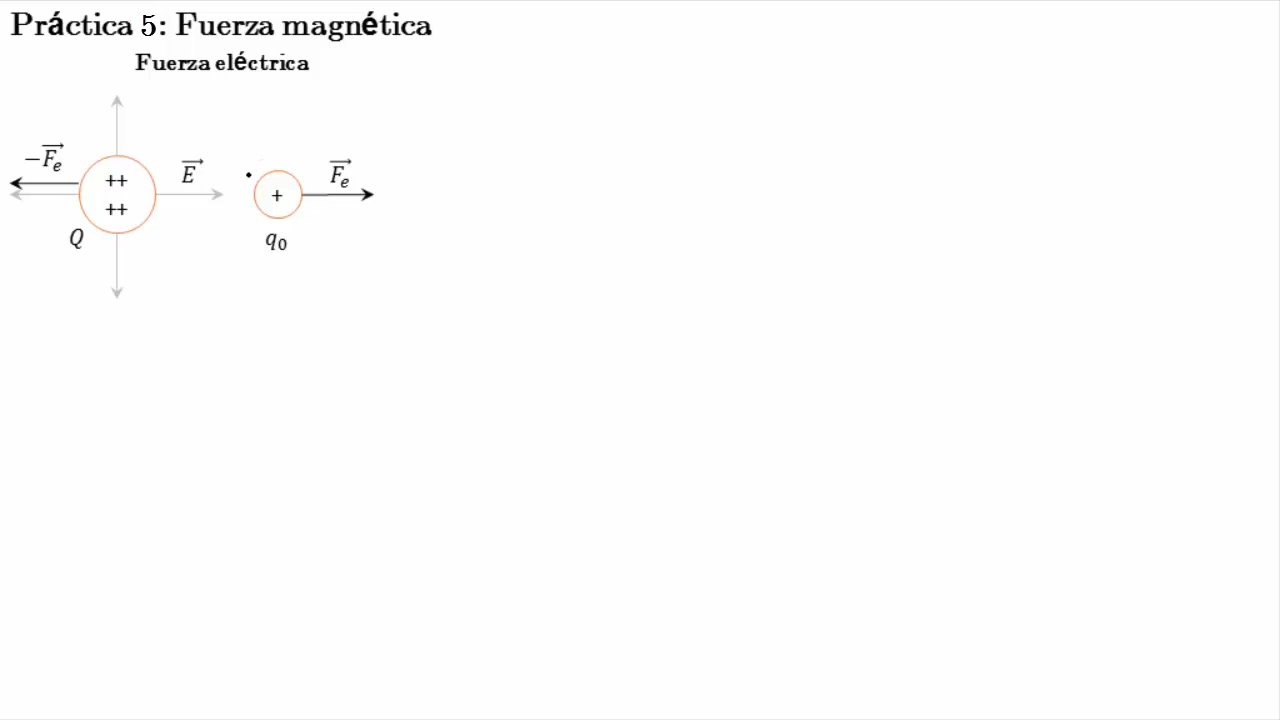 Práctica 5: Fuerza magnética
Fuerza eléctrica
−F⃗ₑ
E⃗
F⃗ₑ
++
++
+
Q
q₀